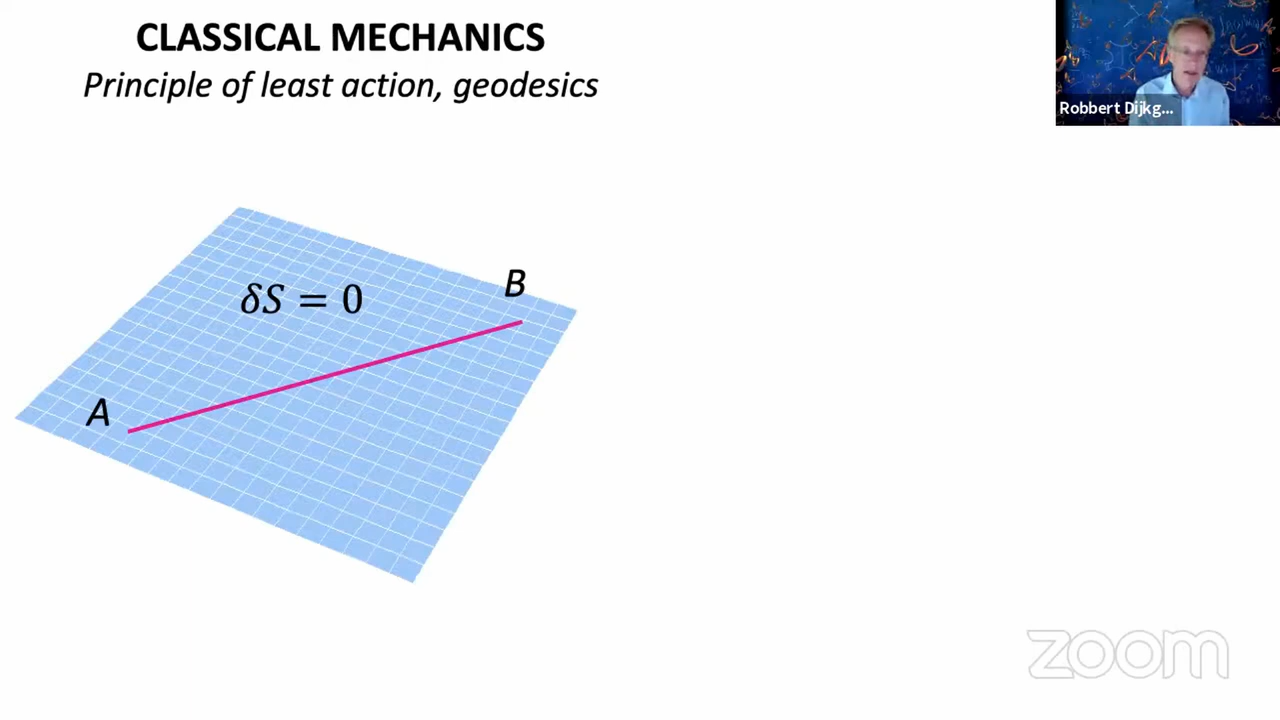 CLASSICAL MECHANICS
Principle of least action, geodesics
Robbert Dijkg...
δS = 0
B
A
zoom